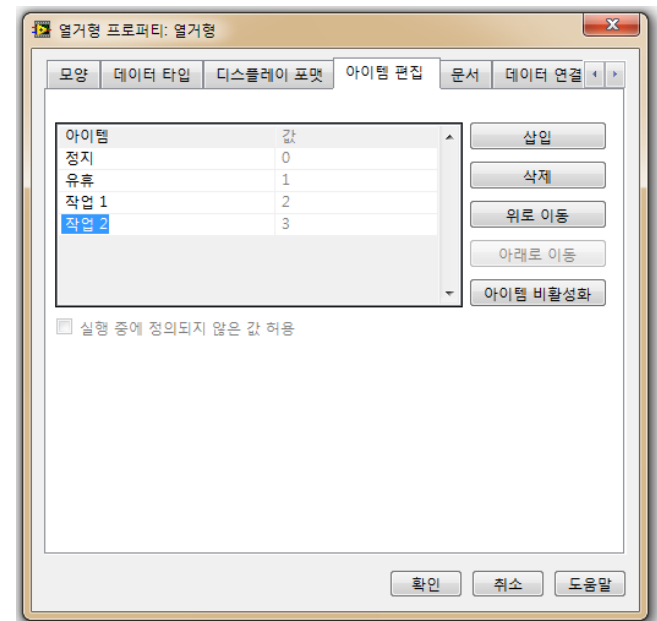 열거형 프로퍼티: 열거형
모양 데이터 타입 디스플레이 포맷 아이템 편집 문서 데이터 연결
아이템 값
정지 0
유휴 1
작업 1 2
작업 2 3
삽입
삭제
위로 이동
아래로 이동
아이템 비활성화
실행 중에 정의되지 않은 값 허용
확인 취소 도움말